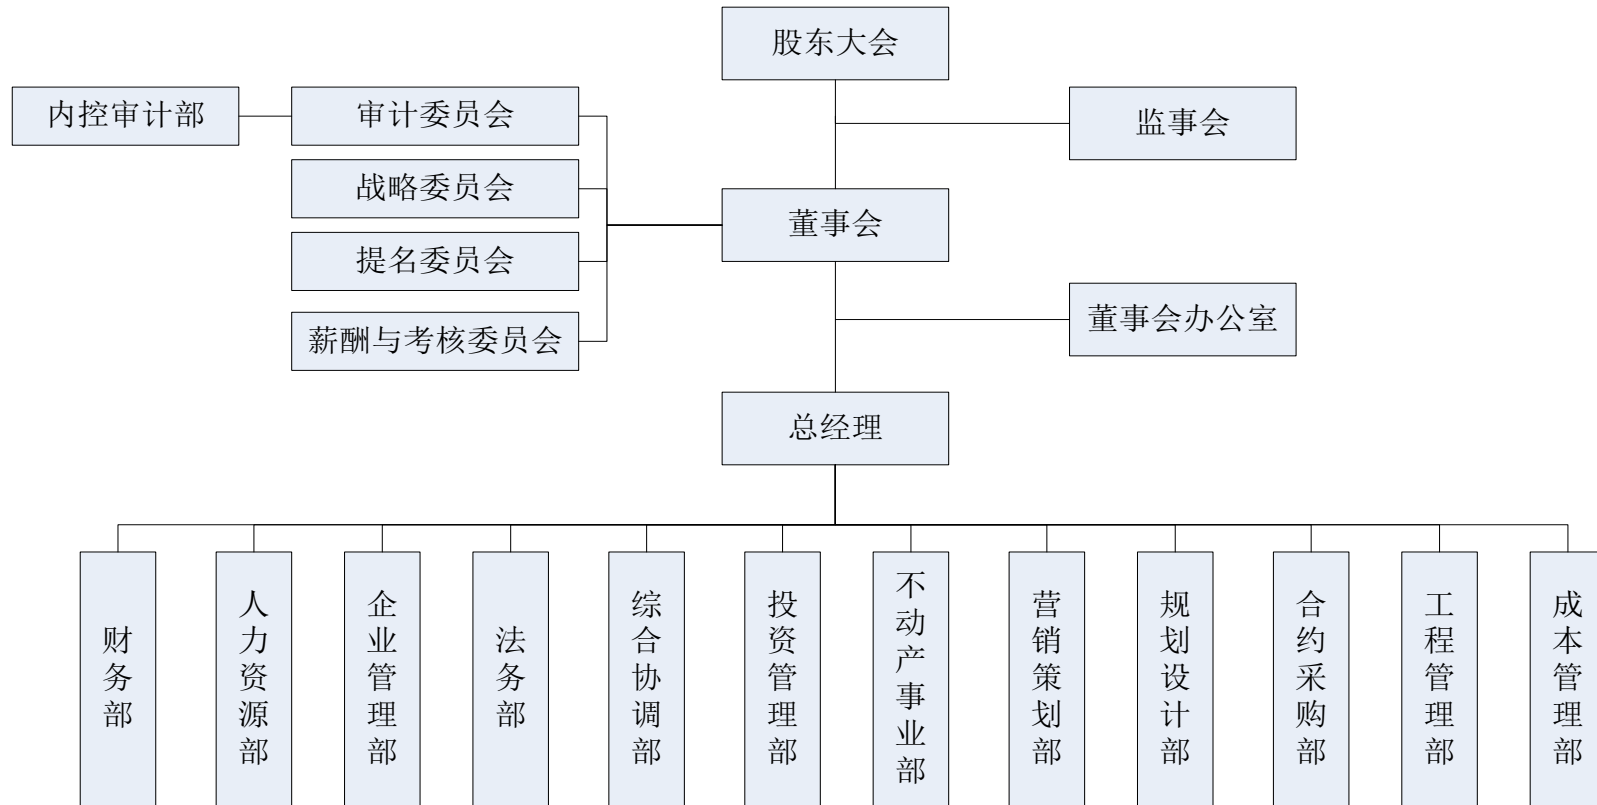 股东大会
内控审计部
审计委员会
监事会
战略委员会
董事会
提名委员会
董事会办公室
薪酬与考核委员会
总经理
财务部
人力资源部
企业管理部
法务部
综合协调部
投资管理部
不动产事业部
营销策划部
规划设计部
合约采购部
工程管理部
成本管理部